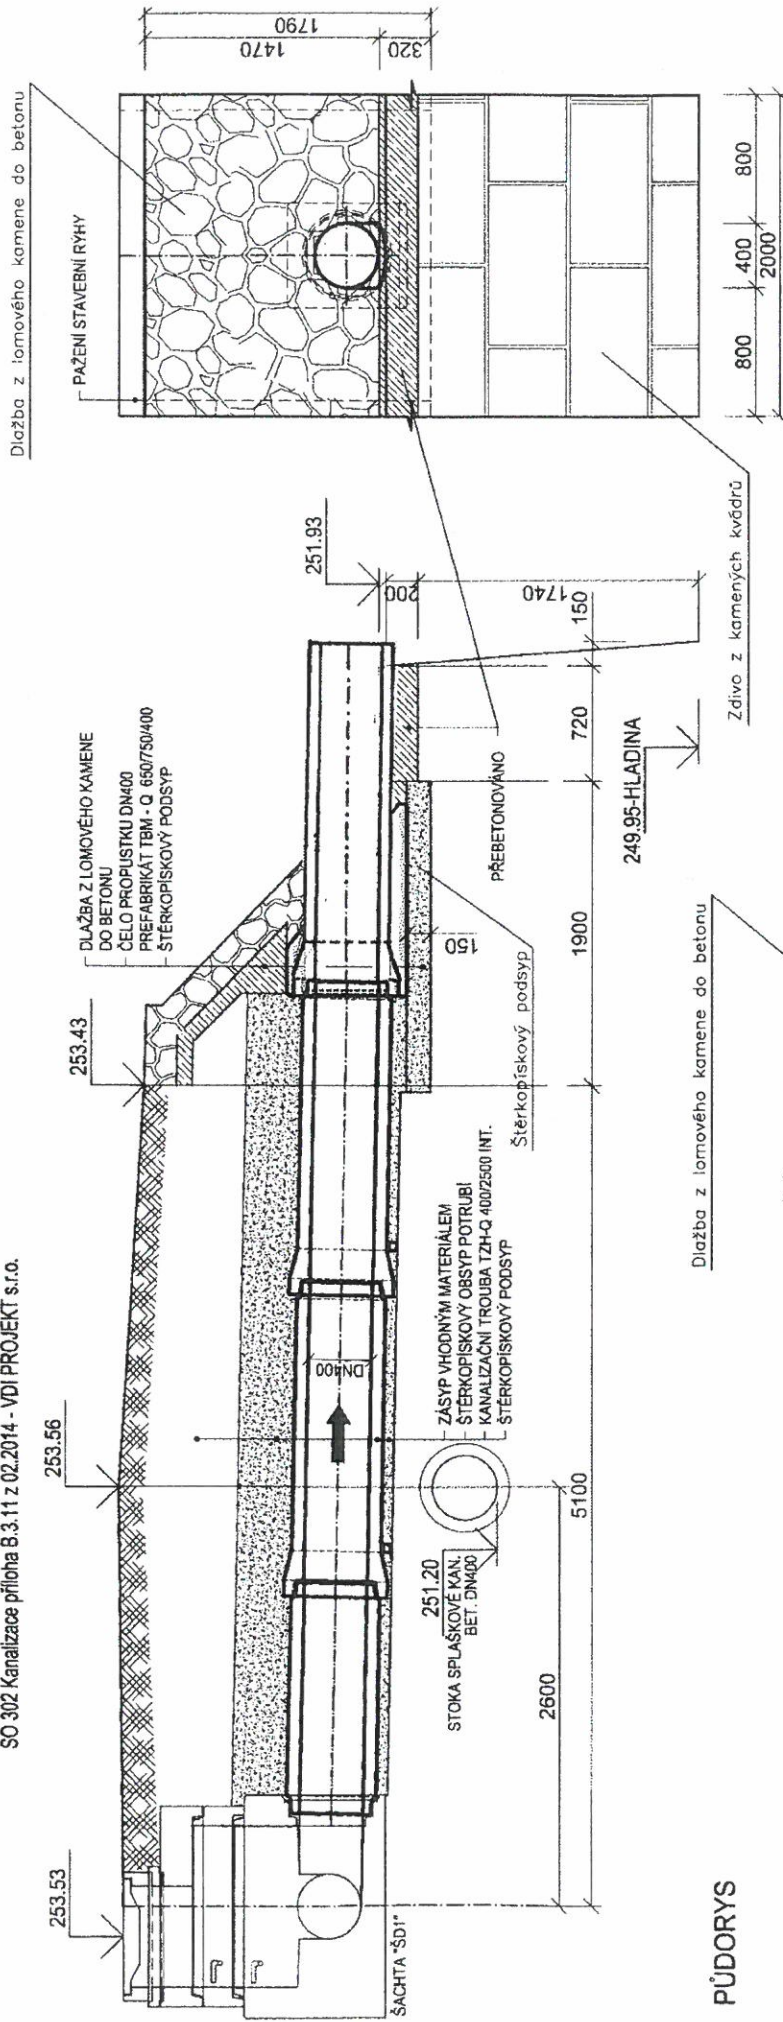 SO 302 Kanalizace příloha B.3.11 z 02.2014 - VDI PROJEKT s.r.o.
253.53
253.56
253.43
DLAŽBA Z LOMOVÉHO KAMENE
DO BETONU
ČELO PROPUSTKU DN400
PREFABRIKÁT TBM - Q 650/750/400
ŠTĚRKOPÍSKOVÝ PODSYP
251.93
DN400
150
200
1740
ŠACHTA "ŠD1"
251.20
STOKA SPLAŠKOVÉ KAN.
BET. DN400
ZÁSYP VHODNÝM MATERIÁLEM
ŠTĚRKOPÍSKOVÝ OBSYP POTRUBÍ
KANALIZAČNÍ TROUBA TZH-Q 400/2500 INT.
ŠTĚRKOPÍSKOVÝ PODSYP
Štěrkopískový podsyp
PŘEBETONOVÁNO
2600
5100
1900
720
150
249.95-HLADINA
Dlažba z lomového kamene do betonu
PAŽENÍ STAVEBNÍ RÝHY
1470
320
1790
800
400
800
2000
Zdivo z kamených kvádrů
Dlažba z lomového kamene do betonu
PŮDORYS